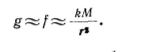 g ≈ f ≈ kM/r².